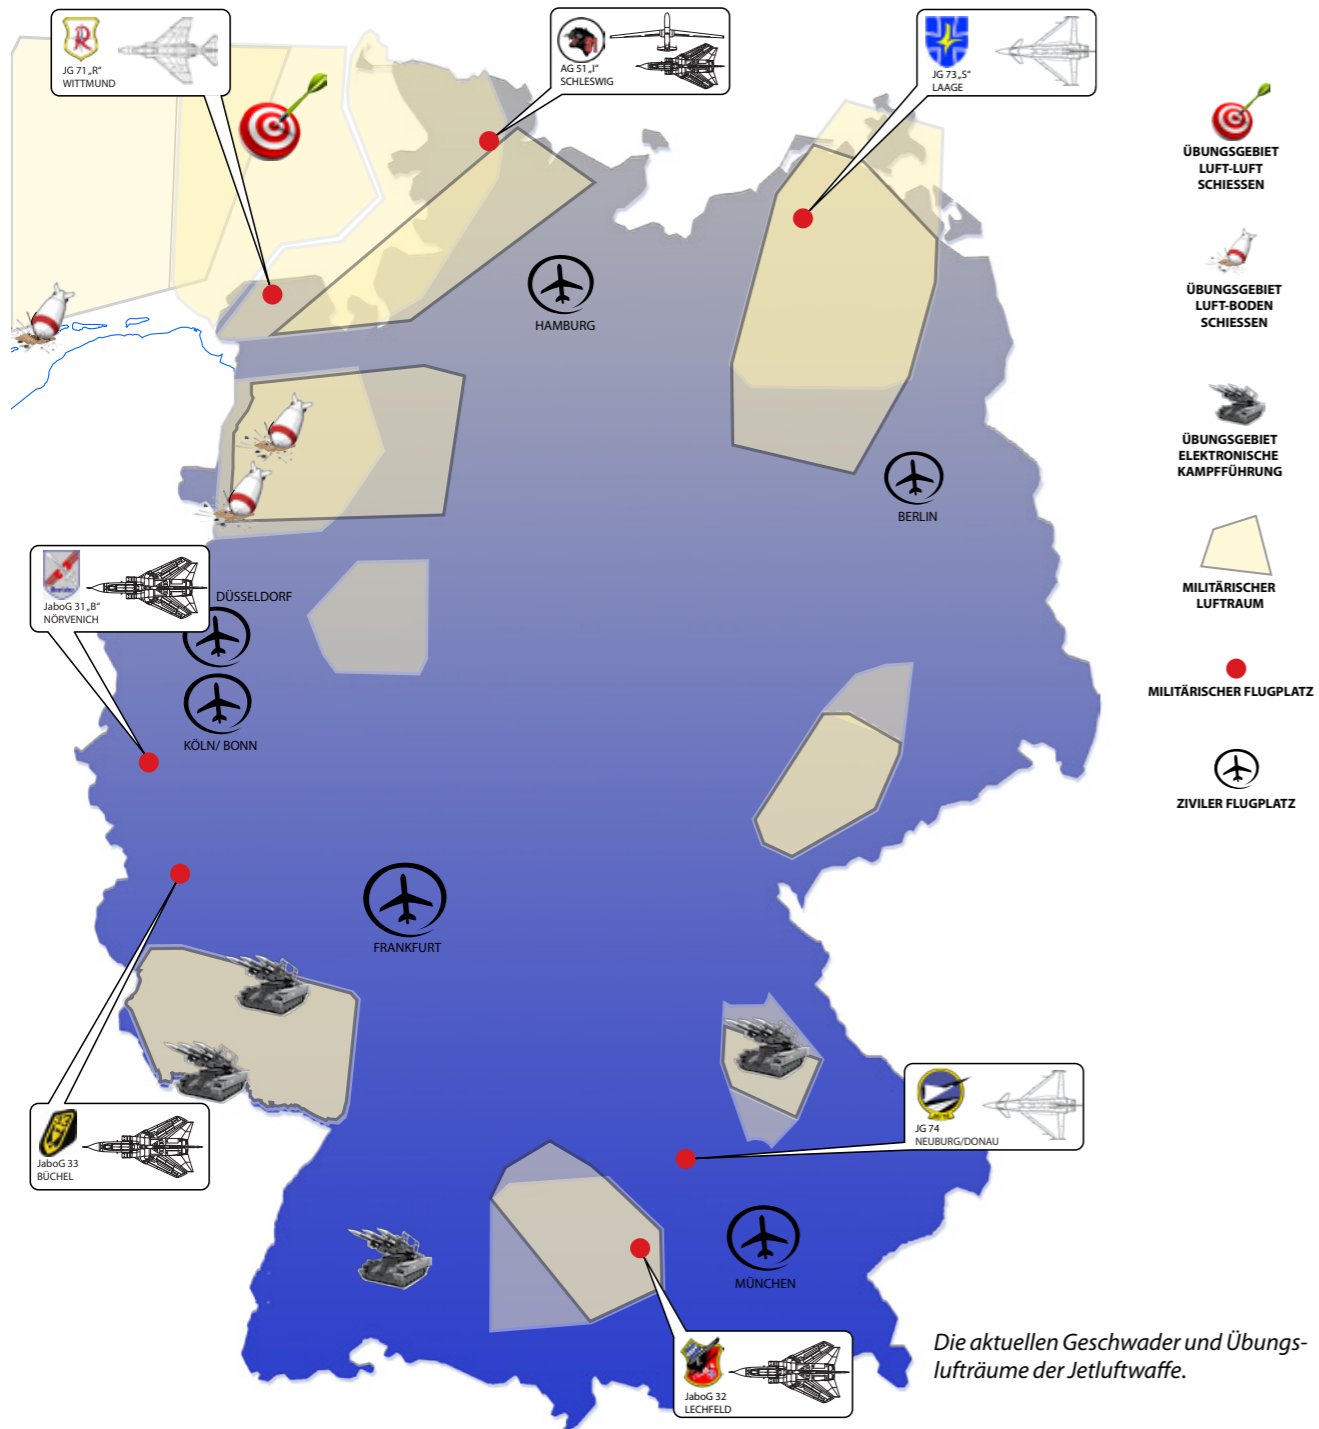 JG 71 „R“
WITTMUND
AG 51 „I“
SCHLESWIG
JG 73 „S“
LAAGE
ÜBUNGSGEBIET
LUFT-LUFT
SCHIESSEN
ÜBUNGSGEBIET
LUFT-BODEN
SCHIESSEN
ÜBUNGSGEBIET
ELEKTRONISCHE
KAMPFFÜHRUNG
MILITÄRISCHER
LUFTRAUM
MILITÄRISCHER FLUGPLATZ
ZIVILER FLUGPLATZ
HAMBURG
BERLIN
JaboG 31 „B“
NÖRVENICH
DÜSSELDORF
KÖLN/ BONN
FRANKFURT
JaboG 33
BÜCHEL
JG 74
NEUBURG/DONAU
MÜNCHEN
JaboG 32
LECHFELD
Die aktuellen Geschwader und Übungs-
lufträume der Jetluftwaffe.